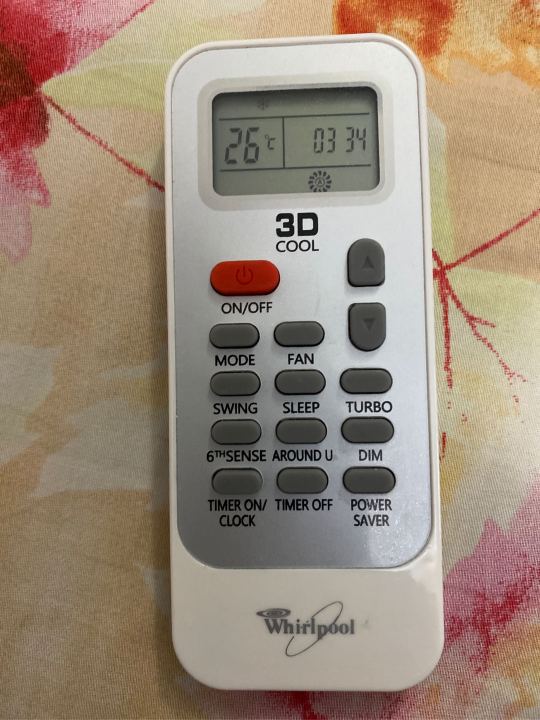 26 °C 03 34
3D
COOL
ON/OFF
MODE FAN
SWING SLEEP TURBO
6TH SENSE AROUND U DIM
TIMER ON/ TIMER OFF POWER
CLOCK SAVER
Whirlpool